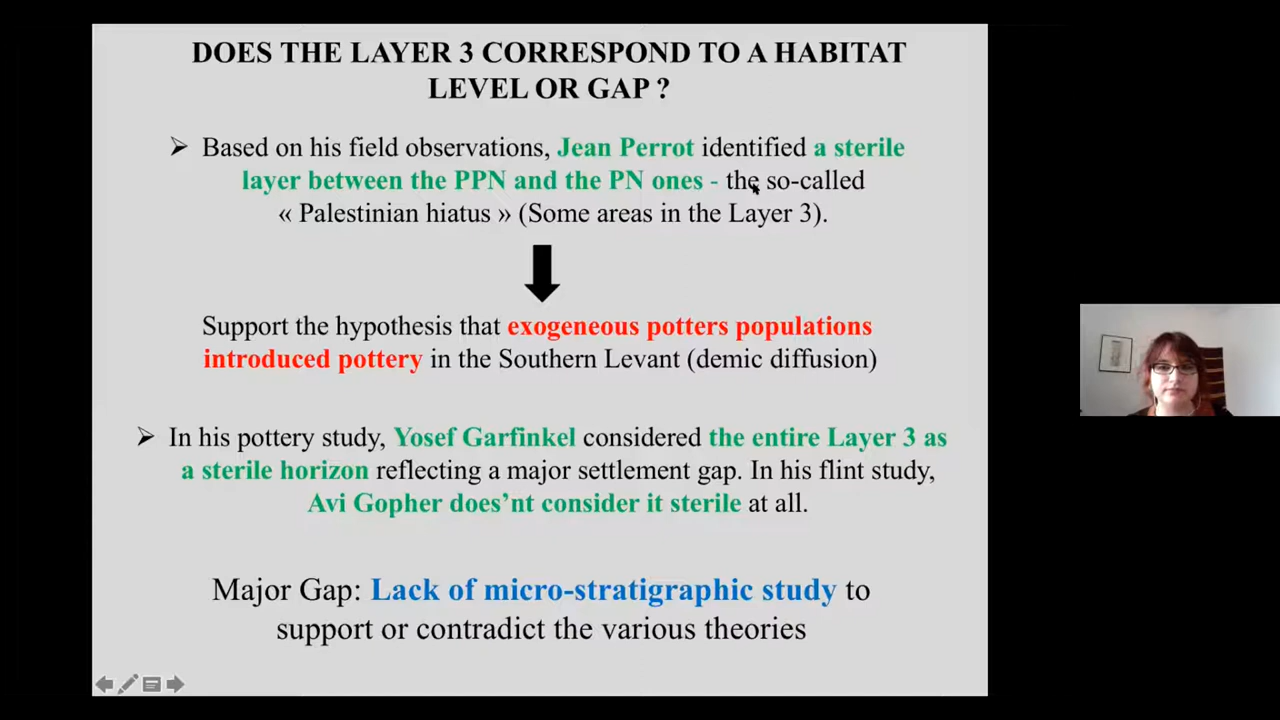 DOES THE LAYER 3 CORRESPOND TO A HABITAT
LEVEL OR GAP ?
➢ Based on his field observations, Jean Perrot identified a sterile
layer between the PPN and the PN ones - the so-called
« Palestinian hiatus » (Some areas in the Layer 3).
Support the hypothesis that exogeneous potters populations
introduced pottery in the Southern Levant (demic diffusion)
➢ In his pottery study, Yosef Garfinkel considered the entire Layer 3 as
a sterile horizon reflecting a major settlement gap. In his flint study,
Avi Gopher does’nt consider it sterile at all.
Major Gap: Lack of micro-stratigraphic study to
support or contradict the various theories